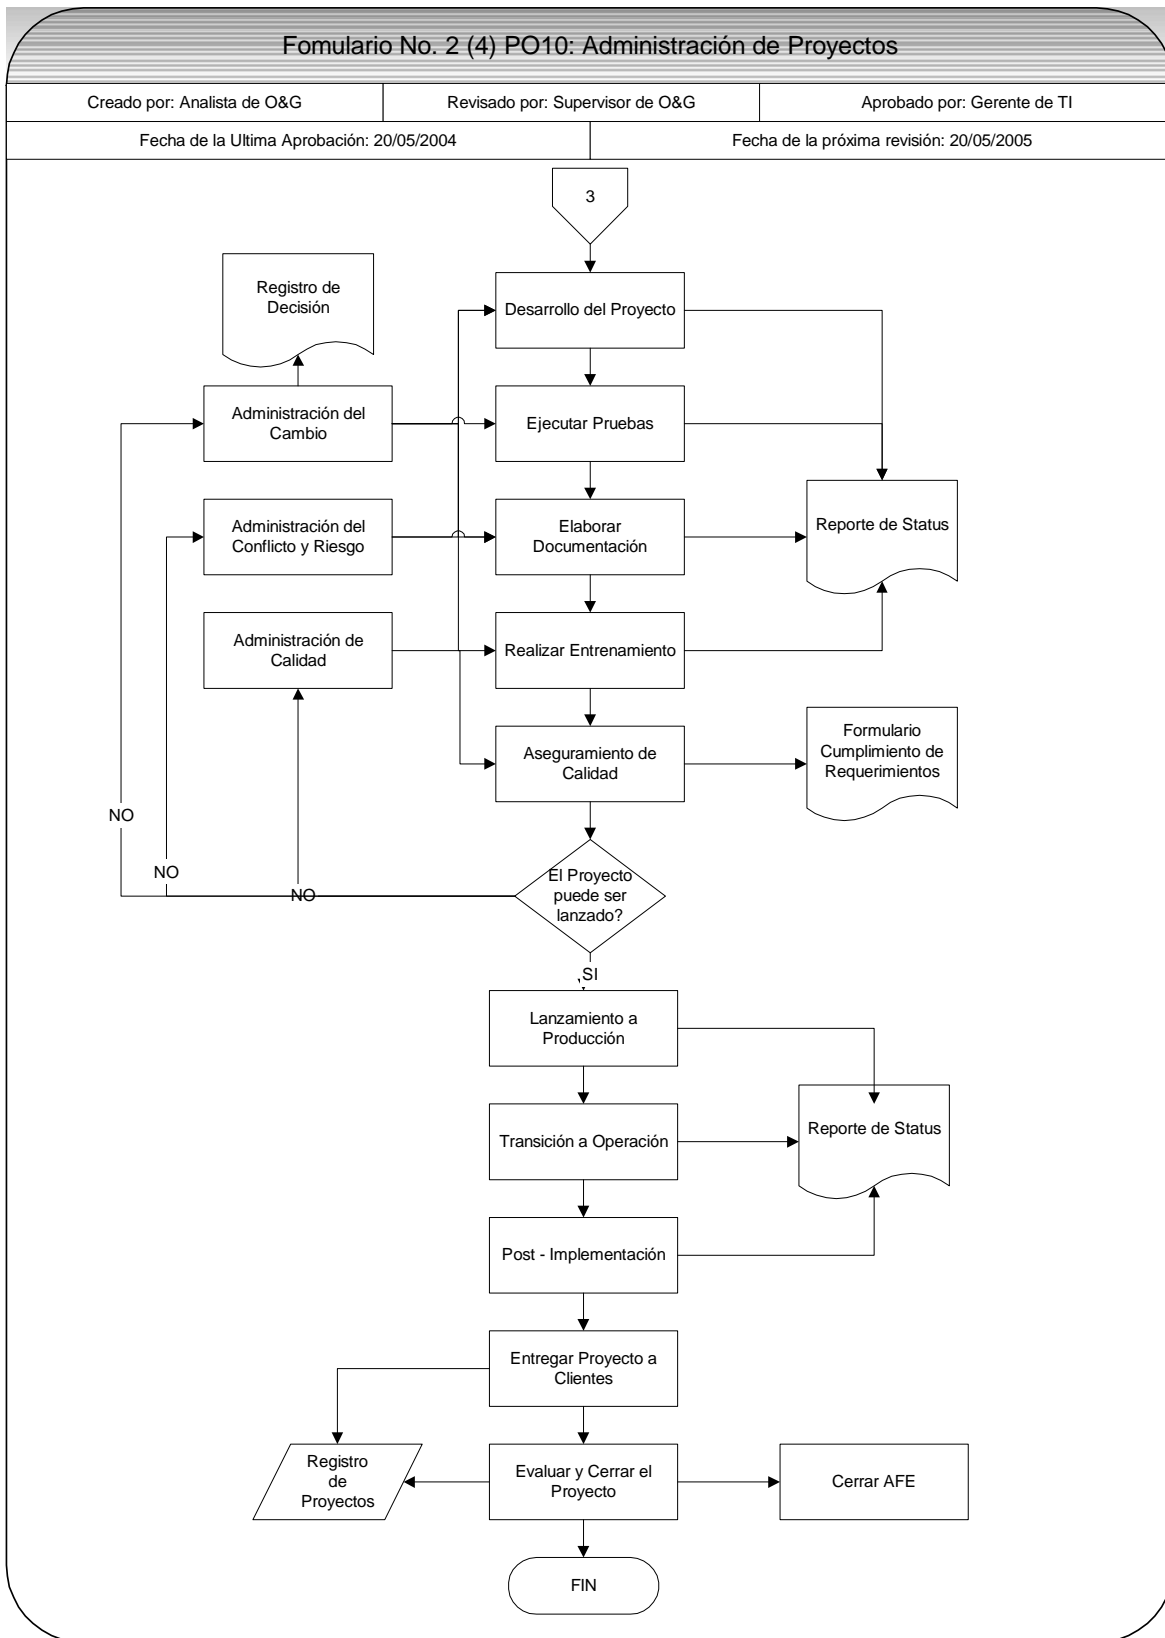 Fomulario No. 2 (4) PO10: Administración de Proyectos
Creado por: Analista de O&G
Revisado por: Supervisor de O&G
Aprobado por: Gerente de TI
Fecha de la Ultima Aprobación: 20/05/2004
Fecha de la próxima revisión: 20/05/2005
3
Registro de
Decisión
Desarrollo del Proyecto
Administración del
Cambio
Ejecutar Pruebas
Administración del
Conflicto y Riesgo
Elaborar
Documentación
Reporte de Status
Administración de
Calidad
Realizar Entrenamiento
Aseguramiento de
Calidad
Formulario
Cumplimiento de
Requerimientos
NO
NO
NO
El Proyecto
puede ser
lanzado?
SI
Lanzamiento a
Producción
Transición a Operación
Reporte de Status
Post - Implementación
Entregar Proyecto a
Clientes
Registro
de
Proyectos
Evaluar y Cerrar el
Proyecto
Cerrar AFE
FIN